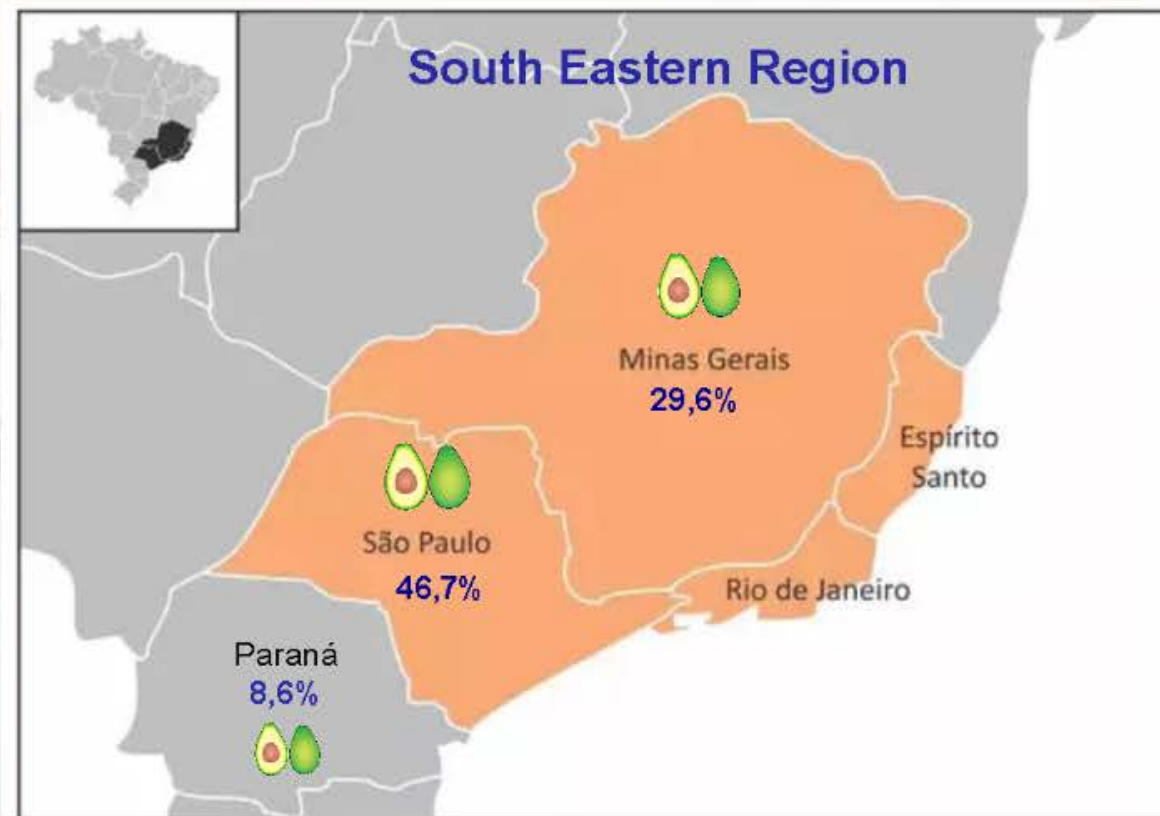 South Eastern Region
Minas Gerais
29,6%
Espírito
Santo
São Paulo
46,7%
Rio de Janeiro
Paraná
8,6%